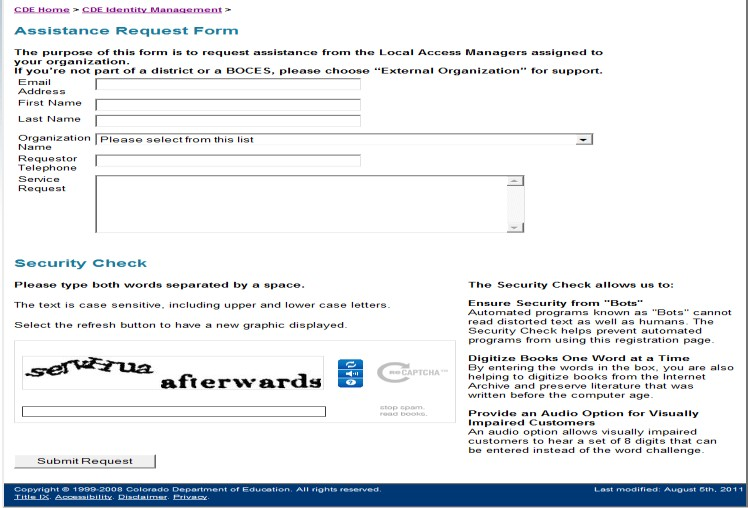 CDE Home > CDE Identity Management >
Assistance Request Form
The purpose of this form is to request assistance from the Local Access Managers assigned to
your organization.
If you're not part of a district or a BOCES, please choose "External Organization" for support.
Email
Address
First Name
Last Name
Organization
Name
Please select from this list
Requestor
Telephone
Service
Request
Security Check
Please type both words separated by a space.
The text is case sensitive, including upper and lower case letters.
Select the refresh button to have a new graphic displayed.
afterwards
reCAPTCHA™
stop spam.
read books.
Submit Request
The Security Check allows us to:
Ensure Security from "Bots"
Automated programs known as "Bots" cannot
read distorted text as well as humans. The
Security Check helps prevent automated
programs from using this registration page.
Digitize Books One Word at a Time
By entering the words in the box, you are also
helping to digitize books from the Internet
Archive and preserve literature that was
written before the computer age.
Provide an Audio Option for Visually
Impaired Customers
An audio option allows visually impaired
customers to hear a set of 8 digits that can
be entered instead of the word challenge.
Copyright © 1999-2008 Colorado Department of Education. All rights reserved.
Title IX. Accessibility. Disclaimer. Privacy.
Last modified: August 5th, 2011